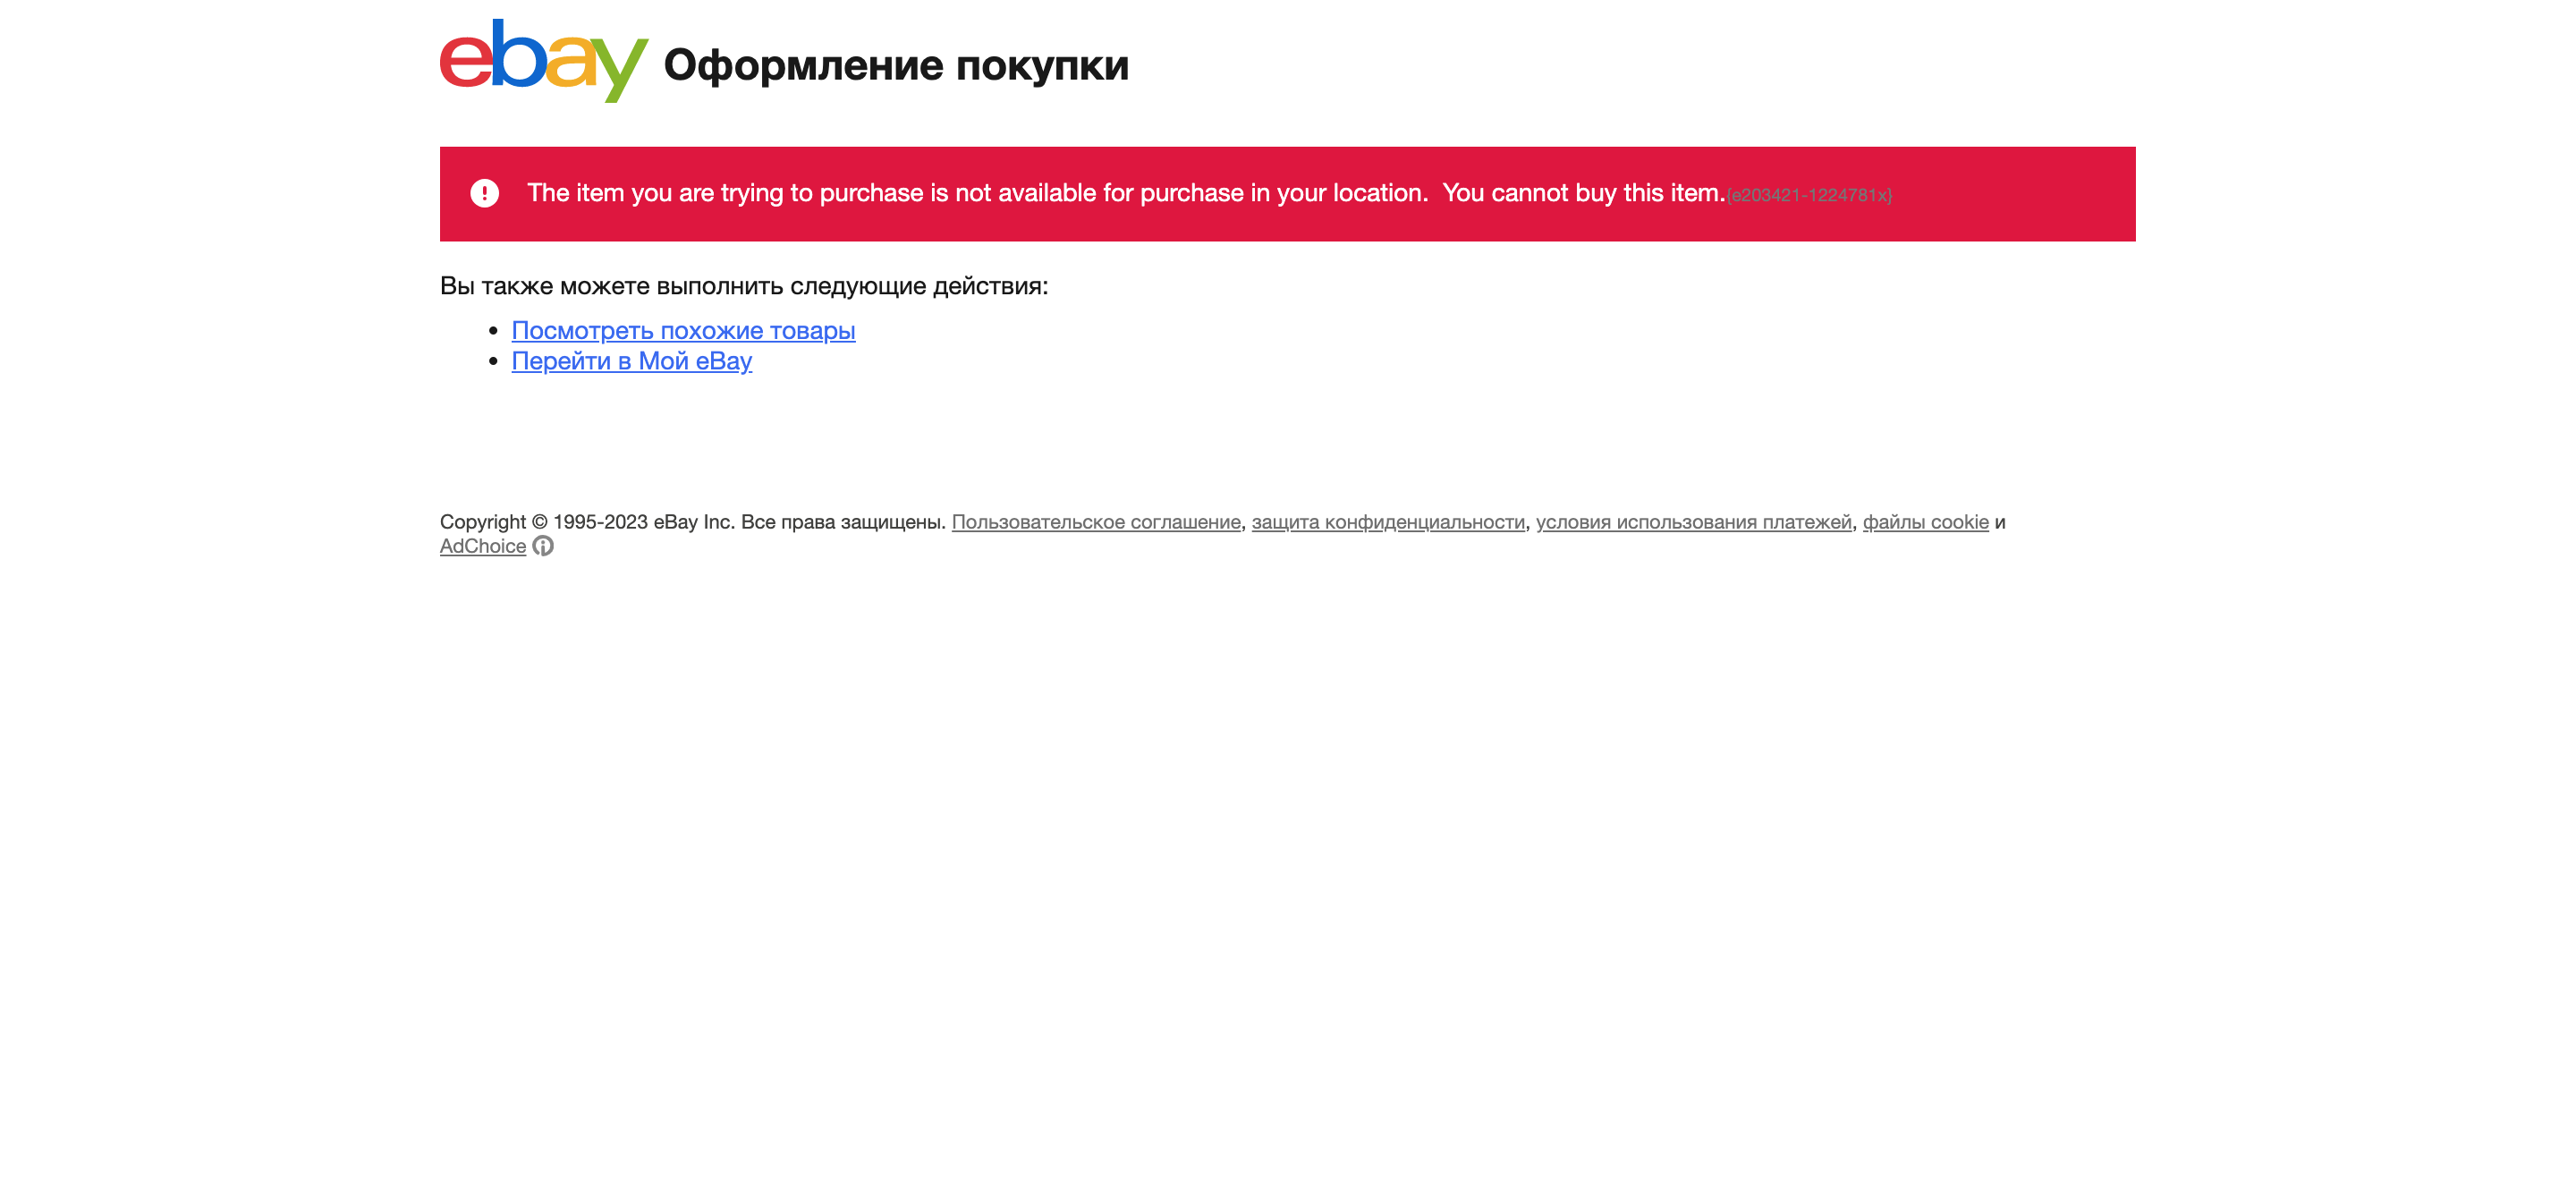 ebay Оформление покупки
The item you are trying to purchase is not available for purchase in your location.  You cannot buy this item.{e203421-1224781x}
Вы также можете выполнить следующие действия:
Посмотреть похожие товары
Перейти в Мой eBay
Copyright © 1995-2023 eBay Inc. Все права защищены. Пользовательское соглашение, защита конфиденциальности, условия использования платежей, файлы cookie и
AdChoice